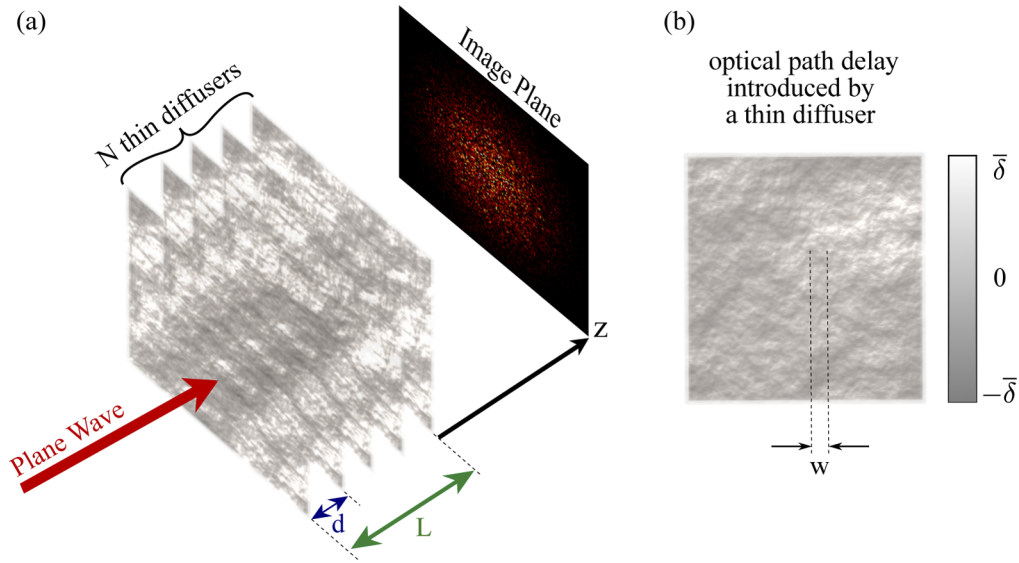 (a)
N thin diffusers
Image Plane
z
Plane Wave
d
L
(b)
optical path delay
introduced by
a thin diffuser
δ̅
0
−δ̅
w